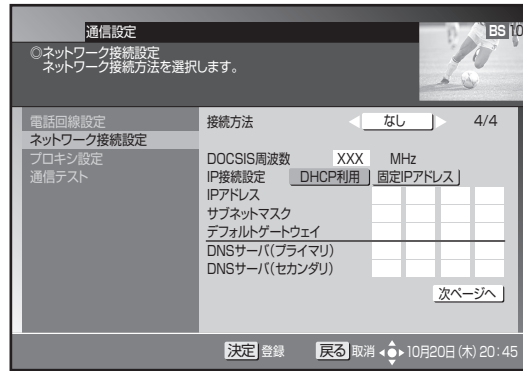 通信設定
BS 10
◎ネットワーク接続設定
ネットワーク接続方法を選択します。
電話回線設定
ネットワーク接続設定
プロキシ設定
通信テスト
接続方法 なし 4/4
DOCSIS周波数 XXX MHz
IP接続設定 DHCP利用 固定IPアドレス
IPアドレス
サブネットマスク
デフォルトゲートウェイ
DNSサーバ(プライマリ)
DNSサーバ(セカンダリ)
次ページへ
決定 登録 戻る 取消 10月20日(木) 20:45